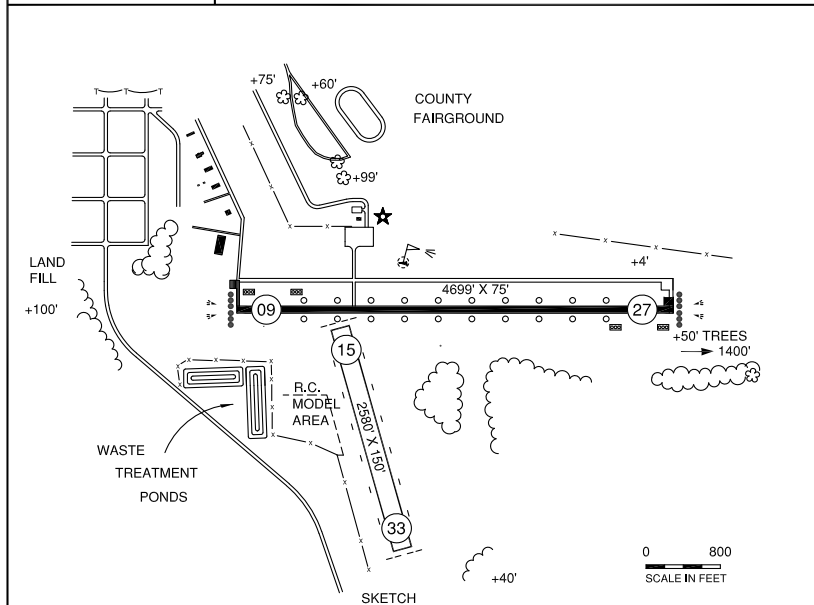 T T T
+75'
+60'
COUNTY
FAIRGROUND
+99'
x
x x
x x x
LAND
FILL
+100'
+4'
4699' X 75'
09
27
+50' TREES
1400'
15
x x x x
x
x
R.C.
MODEL
AREA
2580' X 150'
x
x
x
x
x
x
WASTE
TREATMENT
PONDS
33
+40'
0 800
SCALE IN FEET
SKETCH